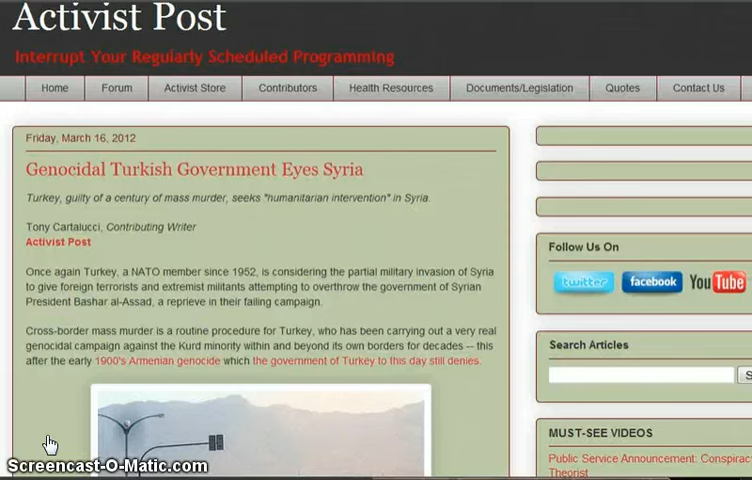 Activist Post
Interrupt Your Regularly Scheduled Programming
Home Forum Activist Store Contributors Health Resources Documents/Legislation Quotes Contact Us
Friday, March 16, 2012
Genocidal Turkish Government Eyes Syria
Turkey, guilty of a century of mass murder, seeks "humanitarian intervention" in Syria.
Tony Cartalucci, Contributing Writer
Activist Post
Once again Turkey, a NATO member since 1952, is considering the partial military invasion of Syria
to give foreign terrorists and extremist militants attempting to overthrow the government of Syrian
President Bashar al-Assad, a reprieve in their failing campaign.
Cross-border mass murder is a routine procedure for Turkey, who has been carrying out a very real
genocidal campaign against the Kurd minority within and beyond its own borders for decades -- this
after the early 1900's Armenian genocide which the government of Turkey to this day still denies.
Follow Us On
twitter facebook YouTube
Search Articles
S
MUST-SEE VIDEOS
Public Service Announcement: Conspirac
Theorist
Screencast-O-Matic.com